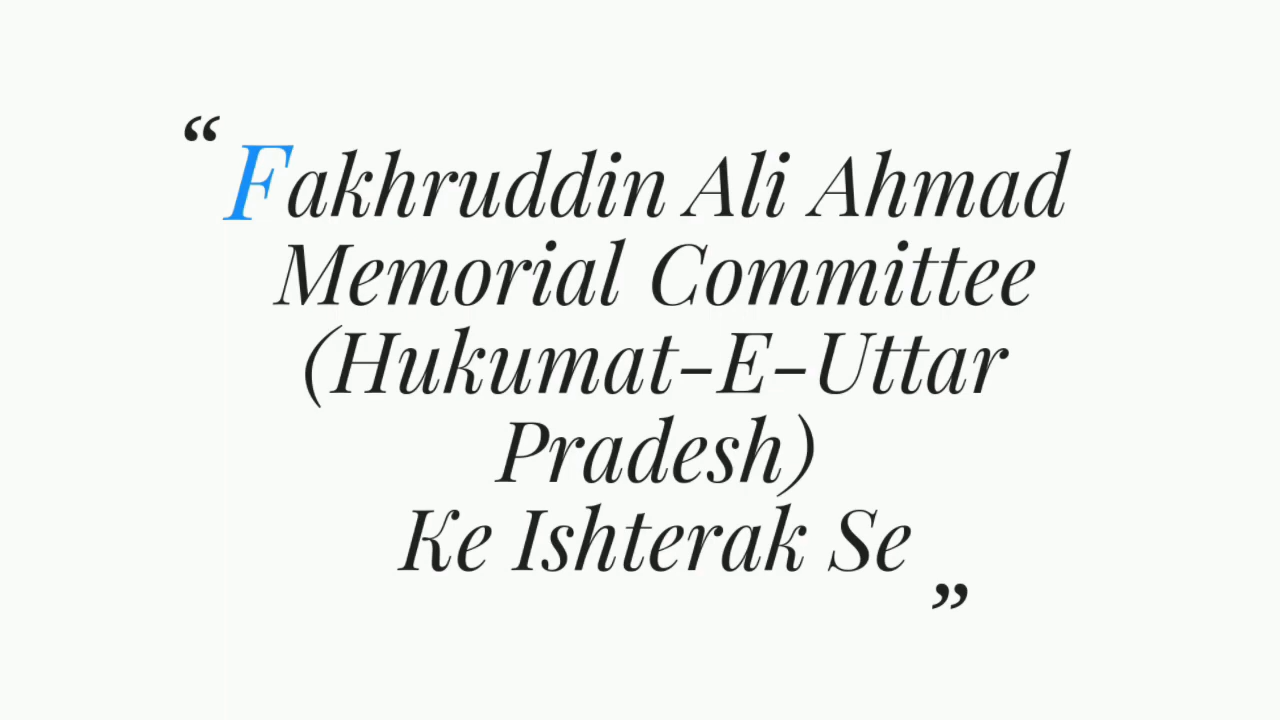 “Fakhruddin Ali Ahmad
Memorial Committee
(Hukumat-E-Uttar
Pradesh)
Ke Ishterak Se”